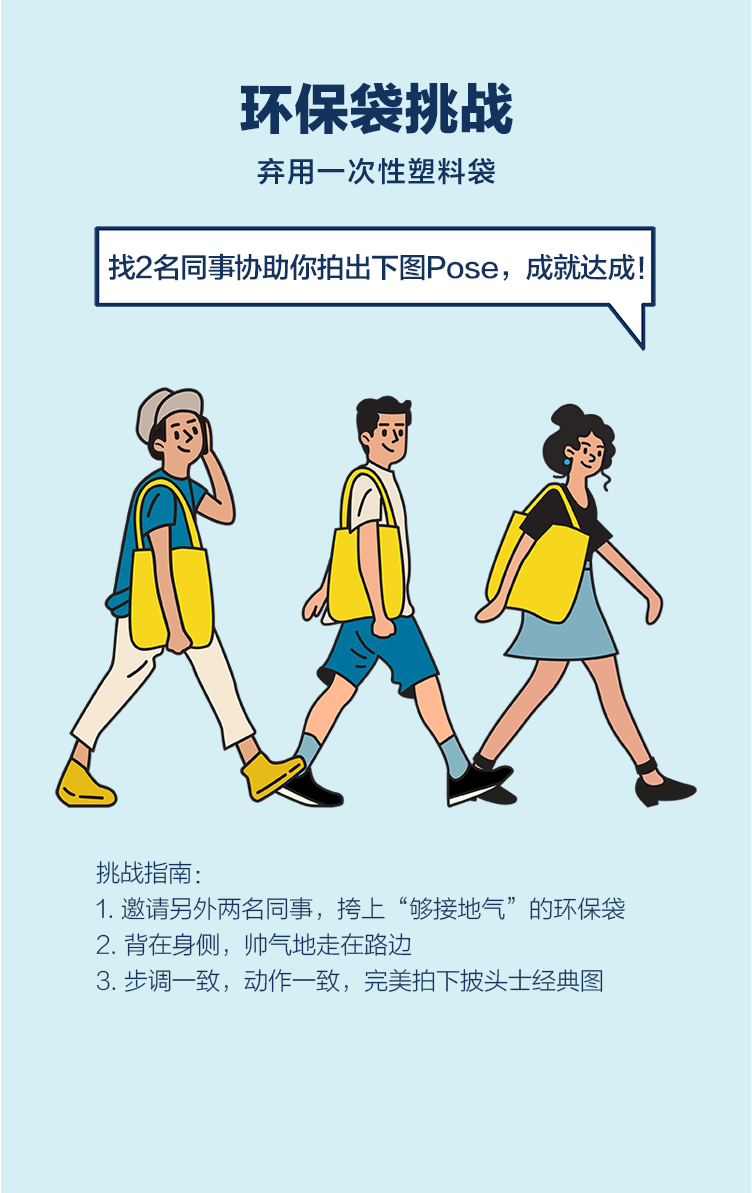 环保袋挑战
弃用一次性塑料袋
找2名同事协助你拍出下图Pose，成就达成！
挑战指南：
1. 邀请另外两名同事，挎上“够接地气”的环保袋
2. 背在身侧，帅气地走在路边
3. 步调一致，动作一致，完美拍下披头士经典图